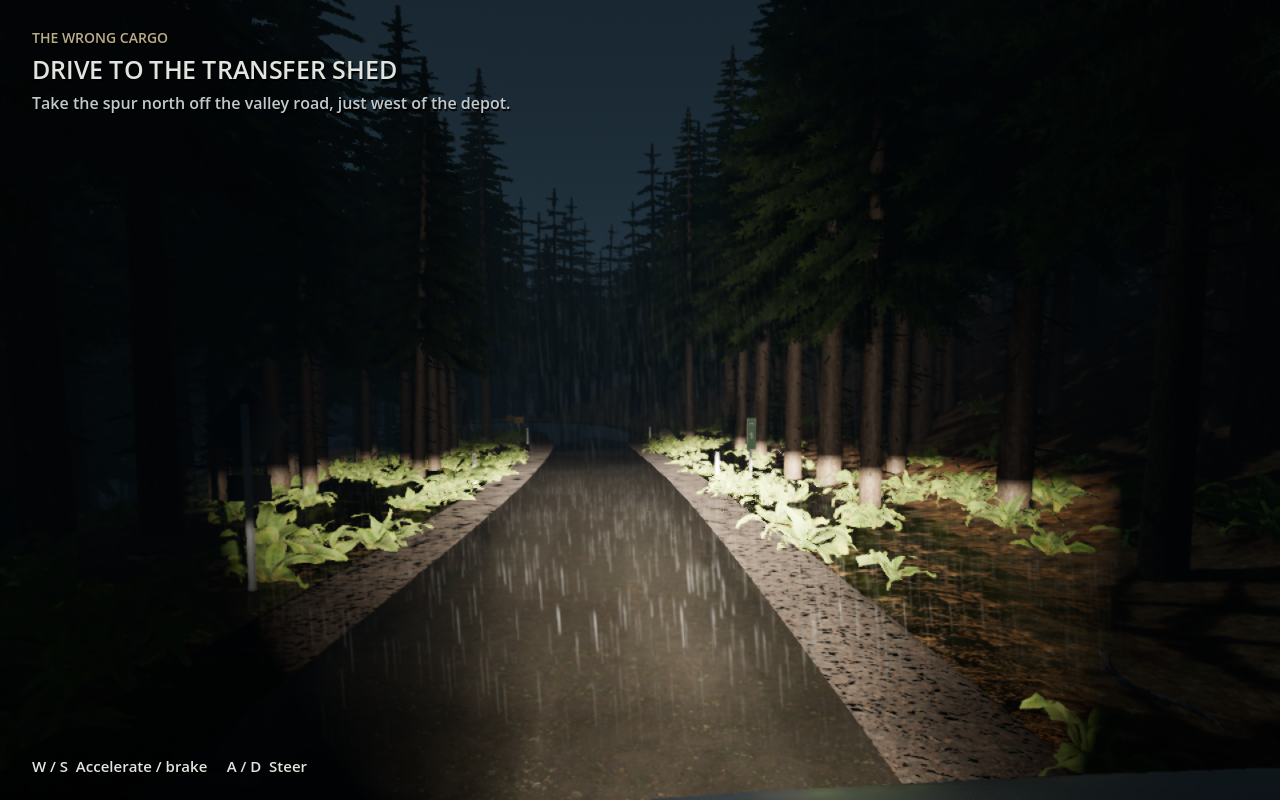 THE WRONG CARGO
DRIVE TO THE TRANSFER SHED
Take the spur north off the valley road, just west of the depot.
W / S Accelerate / brake A / D Steer